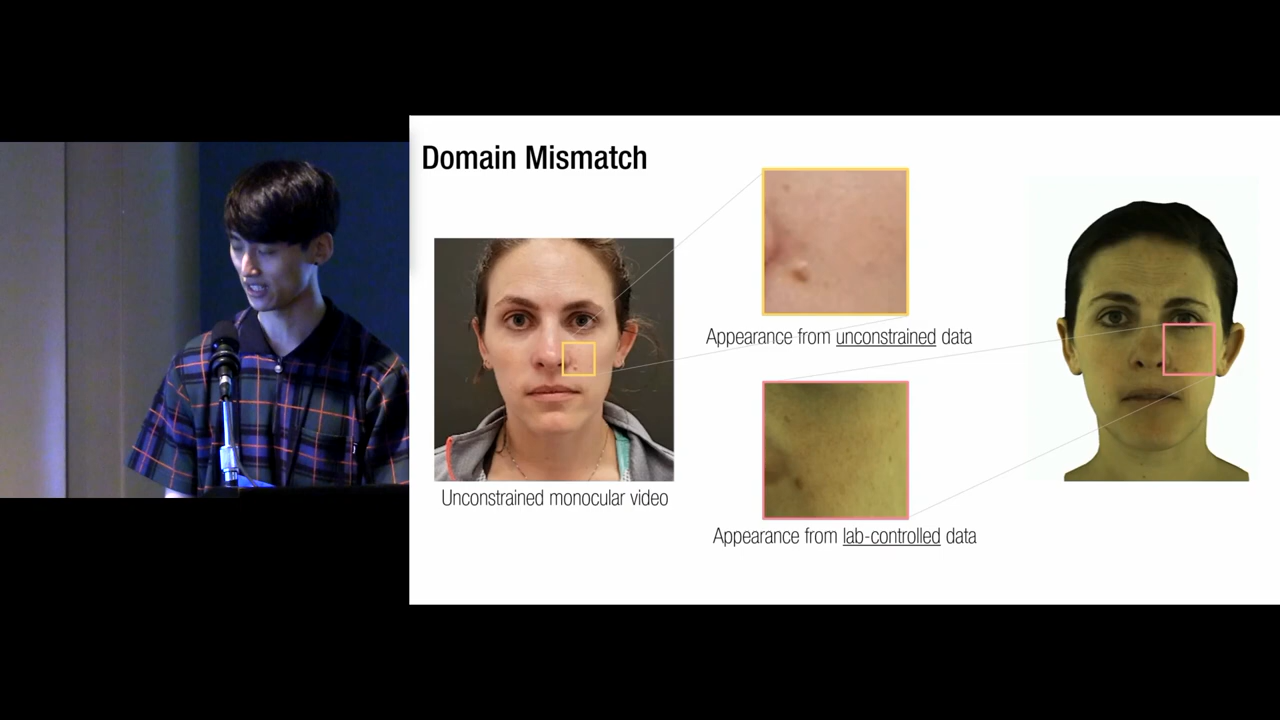 Domain Mismatch
Appearance from unconstrained data
Unconstrained monocular video
Appearance from lab-controlled data